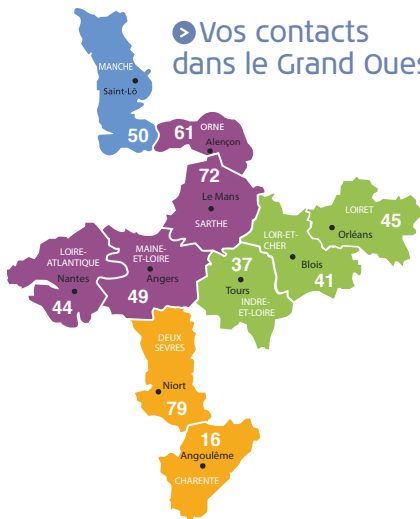 Vos contacts
dans le Grand Oues
MANCHE
Saint-Lô
50
61
ORNE
Alençon
72
Le Mans
SARTHE
LOIRET
45
Orléans
LOIR-ET-
CHER
Blois
41
LOIRE-
ATLANTIQUE
Nantes
44
MAINE-
ET-LOIRE
Angers
49
37
Tours
INDRE-
ET-LOIRE
DEUX
SEVRES
Niort
79
16
Angoulême
CHARENTE